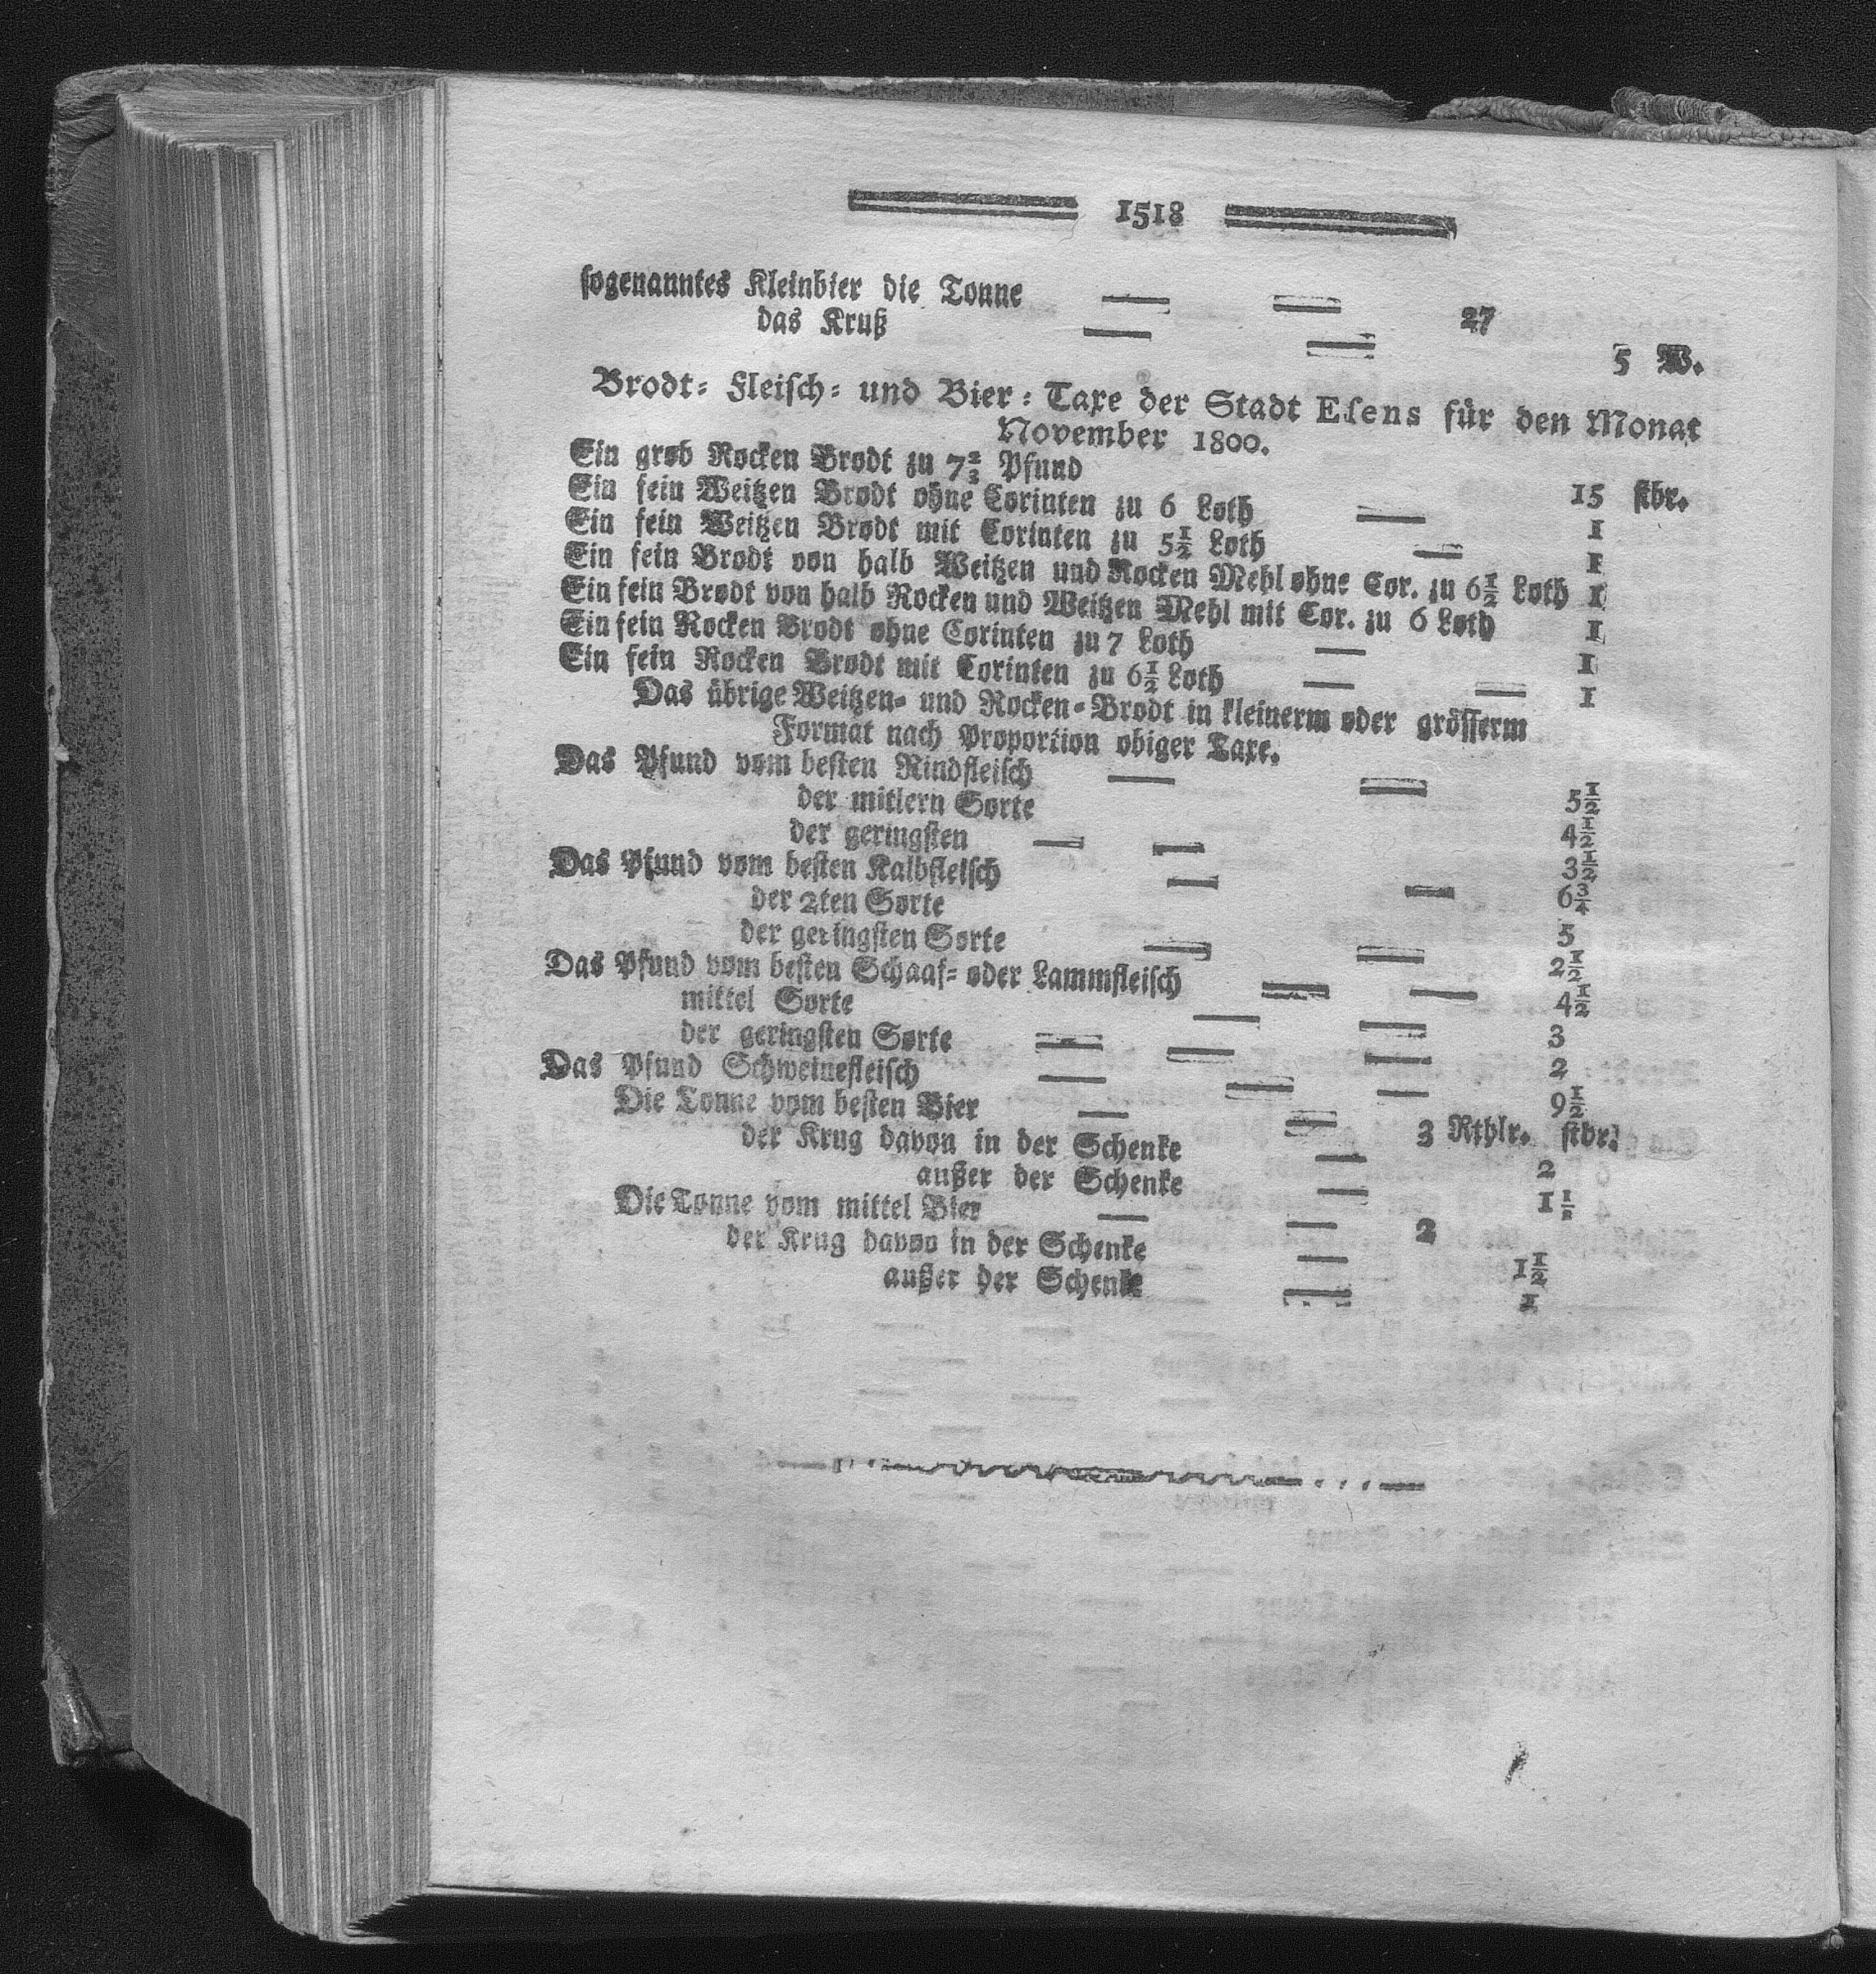 1518
sogenanntes Kleinbier die Tonne — — 27
das Kruß — — 5 W.
Brodt- Fleisch- und Bier-Taxe der Stadt Esens für den Monat
November 1800.
Ein grob Rocken Brodt zu 7⅔ Pfund 15 stbr.
Ein fein Weitzen Brodt ohne Corinten zu 6 Loth — 1
Ein fein Weitzen Brodt mit Corinten zu 5½ Loth — 1
Ein fein Brodt von halb Weitzen und Rocken Mehl ohne Cor. zu 6½ Loth 1
Ein fein Brodt von halb Rocken und Weitzen Mehl mit Cor. zu 6 Loth 1
Ein fein Rocken Brodt ohne Corinten zu 7 Loth — 1
Ein fein Rocken Brodt mit Corinten zu 6½ Loth — — 1
Das übrige Weitzen- und Rocken-Brodt in kleinerm oder grösserm
Format nach Proportion obiger Taxe.
Das Pfund vom besten Rindfleisch — — 5½
der mitlern Sorte 4½
der geringsten — — 3½
Das Pfund vom besten Kalbfleisch — — 6¾
der 2ten Sorte 5
der geringsten Sorte — — 2½
Das Pfund vom besten Schaaf- oder Lammfleisch — — 4½
mittel Sorte — — 3
der geringsten Sorte — — — 2
Das Pfund Schweinefleisch — — — 9½
Die Tonne vom besten Bier — — 3 Rthlr. stbr.
der Krug davon in der Schenke — 2
außer der Schenke — 1½
Die Tonne vom mittel Bier — — 2
der Krug davon in der Schenke — 1½
außer der Schenke — 1